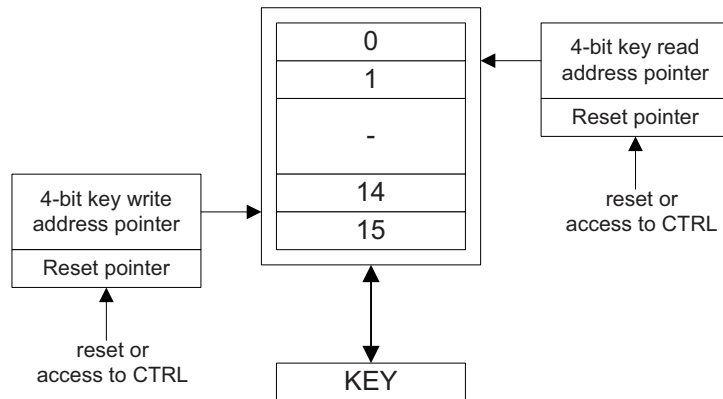 0
1
-
14
15
4-bit key read
address pointer
Reset pointer
reset or
access to CTRL
4-bit key write
address pointer
Reset pointer
reset or
access to CTRL
KEY